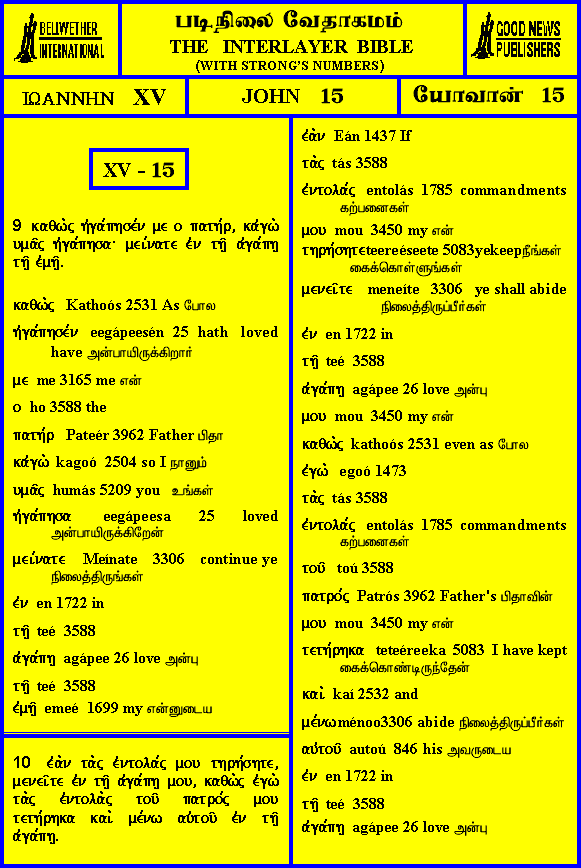 BELLWETHER
INTERNATIONAL
படிநிலை வேதாகமம்
THE INTERLAYER BIBLE
(WITH STRONG'S NUMBERS)
GOOD NEWS
PUBLISHERS
ΙΩΑΝΝΗΝ XV
JOHN 15
யோவான் 15
XV - 15
9 καθὼς ἠγάπησέν με ο πατήρ, κἀγὼ
υμᾶς ἠγάπησα· μείνατε ἐν τῇ ἀγάπῃ
τῇ ἐμῇ.
καθὼς Kathoós 2531 As போல
ἠγάπησέν eegápeesén 25 hath loved
have அன்பாயிருக்கிறார்
με me 3165 me என்
ο ho 3588 the
πατήρ Pateér 3962 Father பிதா
κἀγὼ kagoó 2504 so I நானும்
υμᾶς humás 5209 you உங்கள்
ἠγάπησα eegápeesa 25 loved
அன்பாயிருக்கிறேன்
μείνατε Meínate 3306 continue ye
நிலைத்திருங்கள்
ἐν en 1722 in
τῇ teé 3588
ἀγάπῃ agápee 26 love அன்பு
τῇ teé 3588
ἐμῇ emeé 1699 my என்னுடைய
10 ἐὰν τὰς ἐντολάς μου τηρήσητε,
μενεῖτε ἐν τῇ ἀγάπῃ μου, καθὼς ἐγὼ
τὰς ἐντολὰς τοῦ πατρός μου
τετήρηκα καὶ μένω αὐτοῦ ἐν τῇ
ἀγάπῃ.
ἐὰν Eán 1437 If
τὰς tás 3588
ἐντολάς entolás 1785 commandments
கற்பனைகள்
μου mou 3450 my என்
τηρήσητεteereéseete 5083yekeepநீங்கள்
கைக்கொள்ளுங்கள்
μενεῖτε meneíte 3306 ye shall abide
நிலைத்திருப்பீர்கள்
ἐν en 1722 in
τῇ teé 3588
ἀγάπῃ agápee 26 love அன்பு
μου mou 3450 my என்
καθὼς kathoós 2531 even as போல
ἐγὼ egoó 1473
τὰς tás 3588
ἐντολάς entolás 1785 commandments
கற்பனைகள்
τοῦ toú 3588
πατρός Patrós 3962 Father's பிதாவின்
μου mou 3450 my என்
τετήρηκα teteéreeka 5083 I have kept
கைக்கொண்டிருந்தேன்
καὶ kaí 2532 and
μένωménoo3306 abide நிலைத்திருப்பீர்கள்
αὐτοῦ autoú 846 his அவருடைய
ἐν en 1722 in
τῇ teé 3588
ἀγάπῃ agápee 26 love அன்பு